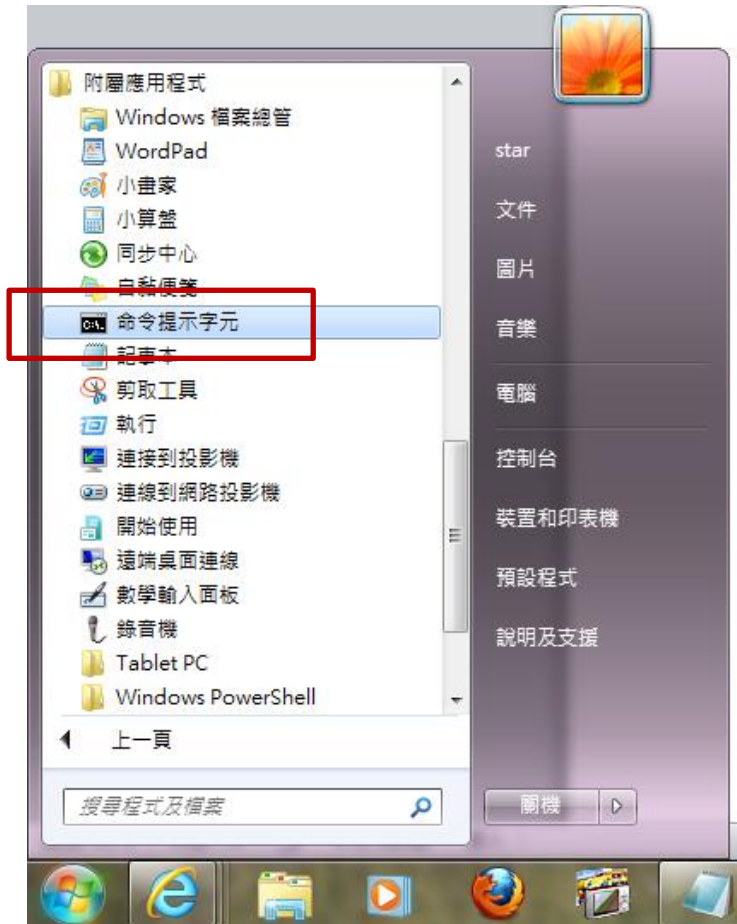 附屬應用程式
Windows 檔案總管
WordPad
小畫家
小算盤
同步中心
自黏便箋
命令提示字元
記事本
剪取工具
執行
連接到投影機
連線到網路投影機
開始使用
遠端桌面連線
數學輸入面板
錄音機
Tablet PC
Windows PowerShell
上一頁
搜尋程式及檔案
star
文件
圖片
音樂
電腦
控制台
裝置和印表機
預設程式
說明及支援
關機